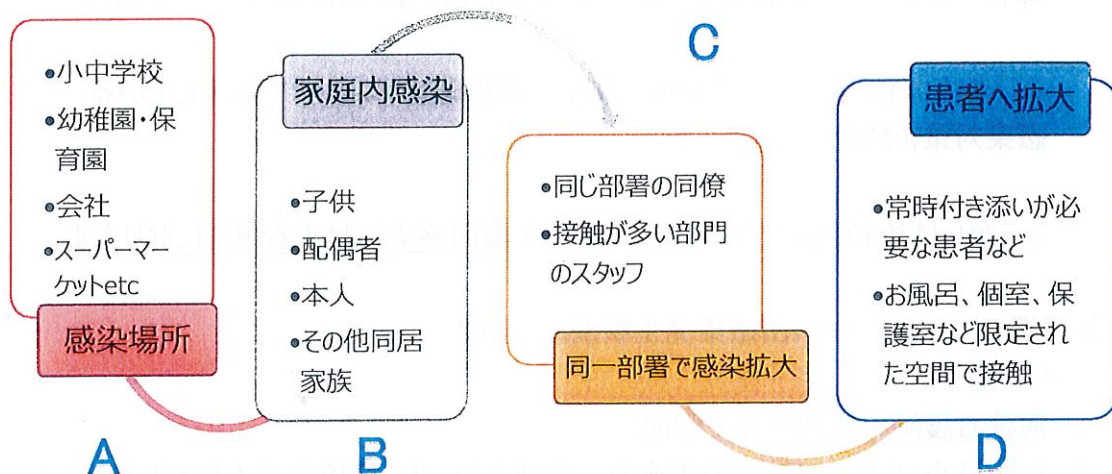 •小中学校
•幼稚園・保
育園
•会社
•スーパーマー
ケットetc
感染場所
A
家庭内感染
•子供
•配偶者
•本人
•その他同居
家族
B
C
•同じ部署の同僚
•接触が多い部門
のスタッフ
同一部署で感染拡大
患者へ拡大
•常時付き添いが必
要な患者など
•お風呂、個室、保
護室など限定され
た空間で接触
D